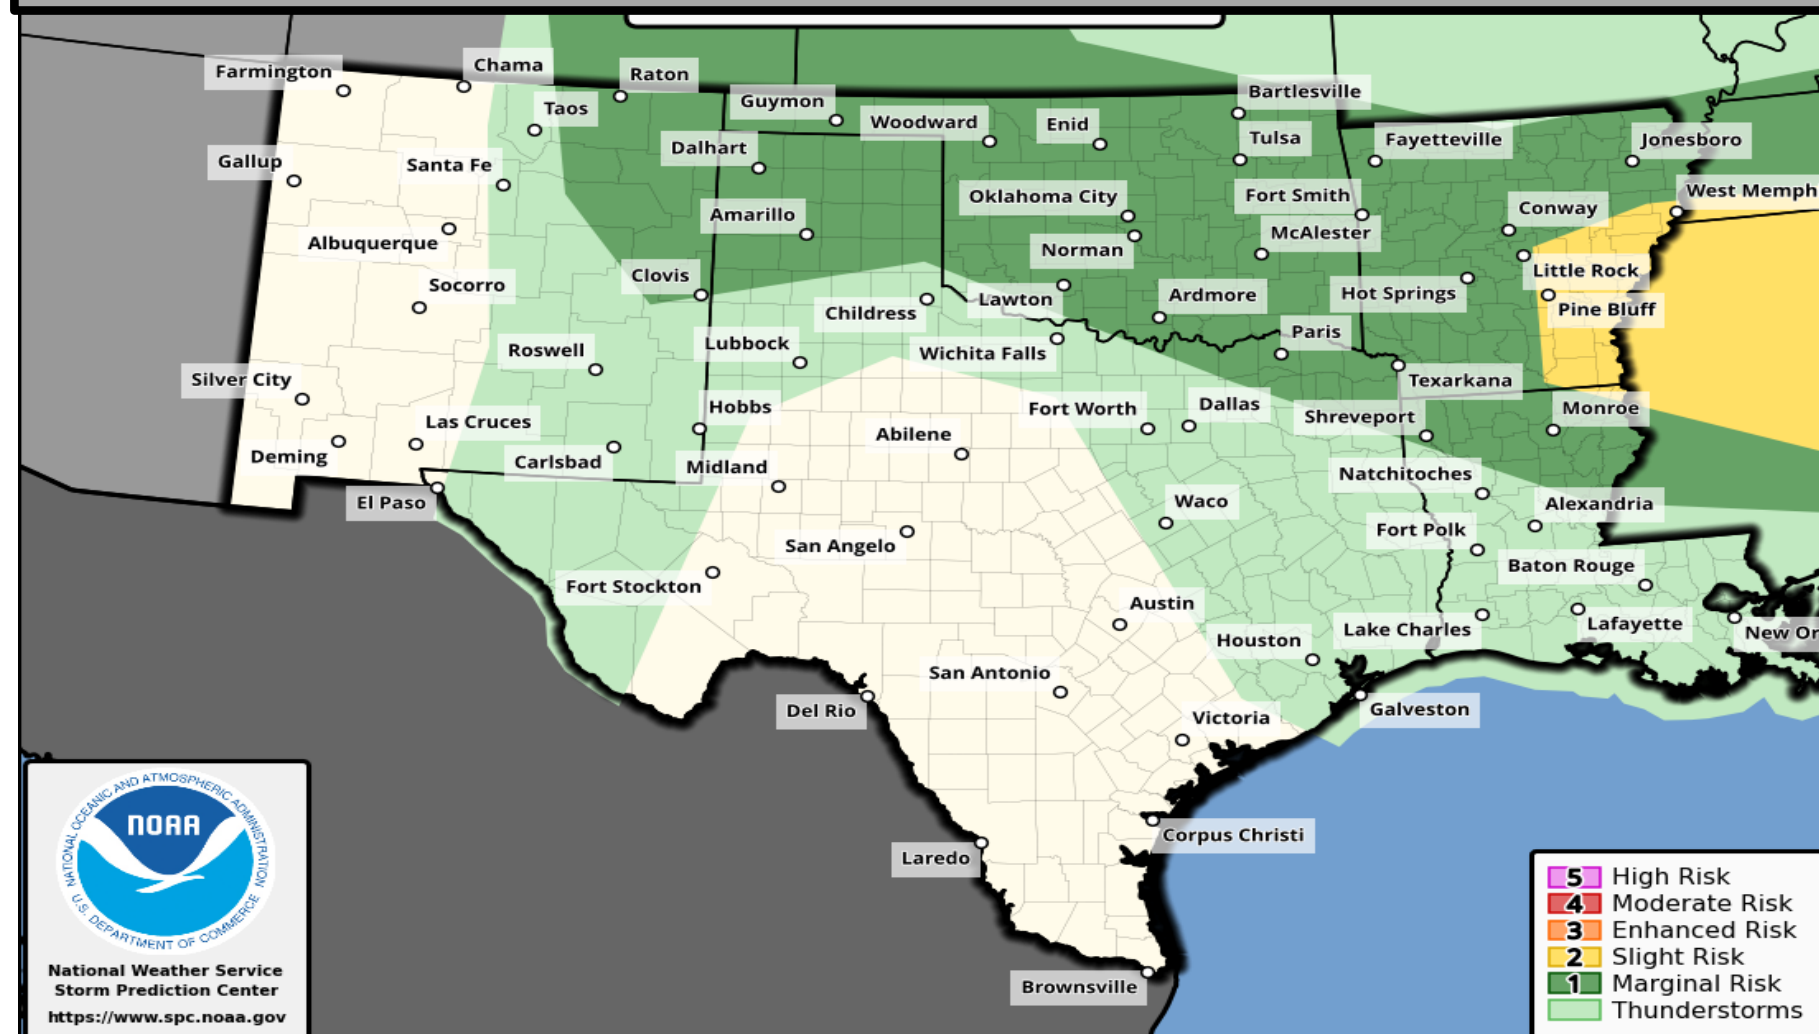 Farmington
Chama
Raton
Taos
Guymon
Woodward
Enid
Bartlesville
Tulsa
Fayetteville
Jonesboro
Gallup
Santa Fe
Dalhart
Oklahoma City
Fort Smith
Conway
West Memph
Albuquerque
Amarillo
Norman
McAlester
Little Rock
Socorro
Clovis
Childress
Lawton
Ardmore
Hot Springs
Pine Bluff
Roswell
Lubbock
Wichita Falls
Paris
Texarkana
Silver City
Las Cruces
Hobbs
Abilene
Fort Worth
Dallas
Shreveport
Monroe
Deming
Carlsbad
Midland
Natchitoches
El Paso
Waco
Alexandria
San Angelo
Fort Polk
Fort Stockton
Baton Rouge
Austin
Houston
Lake Charles
Lafayette
New Or
San Antonio
Del Rio
Victoria
Galveston
Corpus Christi
Laredo
Brownsville
NATIONAL OCEANIC AND ATMOSPHERIC ADMINISTRATION
NOAA
U.S. DEPARTMENT OF COMMERCE
National Weather Service
Storm Prediction Center
https://www.spc.noaa.gov
5 High Risk
4 Moderate Risk
3 Enhanced Risk
2 Slight Risk
1 Marginal Risk
Thunderstorms